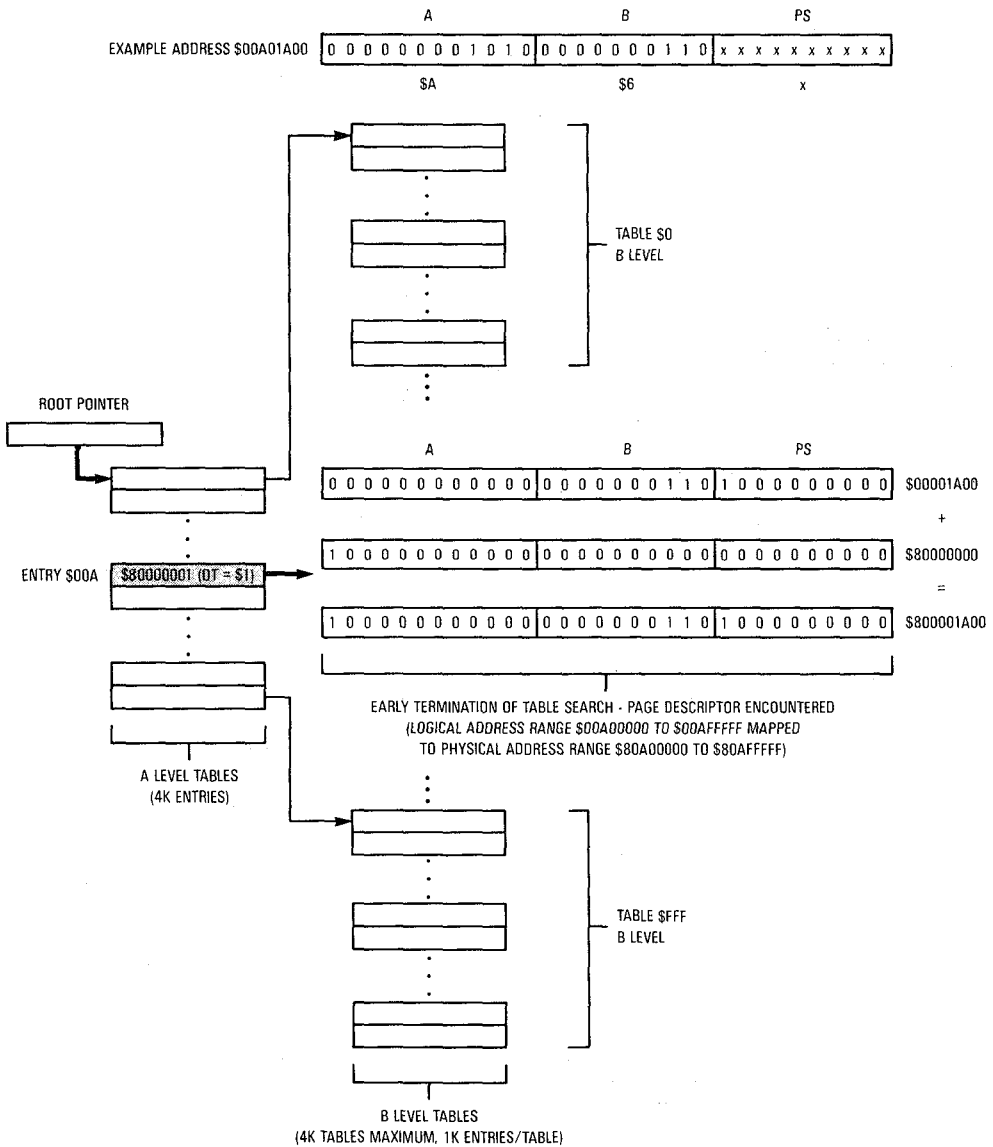 A B PS
EXAMPLE ADDRESS $00A01A00 0 0 0 0 0 0 0 0 1 0 1 0 0 0 0 0 0 0 0 1 1 0 x x x x x x x x x x
$A $6 x
TABLE $0
B LEVEL
ROOT POINTER
A B PS
0 0 0 0 0 0 0 0 0 0 0 0 0 0 0 0 0 0 0 1 1 0 1 0 0 0 0 0 0 0 0 0 $00001A00
+
ENTRY $00A $80000001 (DT = $1) 1 0 0 0 0 0 0 0 0 0 0 0 0 0 0 0 0 0 0 0 0 0 0 0 0 0 0 0 0 0 0 0 $80000000
=
1 0 0 0 0 0 0 0 0 0 0 0 0 0 0 0 0 0 0 1 1 0 1 0 0 0 0 0 0 0 0 0 $800001A00
EARLY TERMINATION OF TABLE SEARCH - PAGE DESCRIPTOR ENCOUNTERED
(LOGICAL ADDRESS RANGE $00A00000 TO $00AFFFFF MAPPED
TO PHYSICAL ADDRESS RANGE $80A00000 TO $80AFFFFF)
A LEVEL TABLES
(4K ENTRIES)
TABLE $FFF
B LEVEL
B LEVEL TABLES
(4K TABLES MAXIMUM, 1K ENTRIES/TABLE)